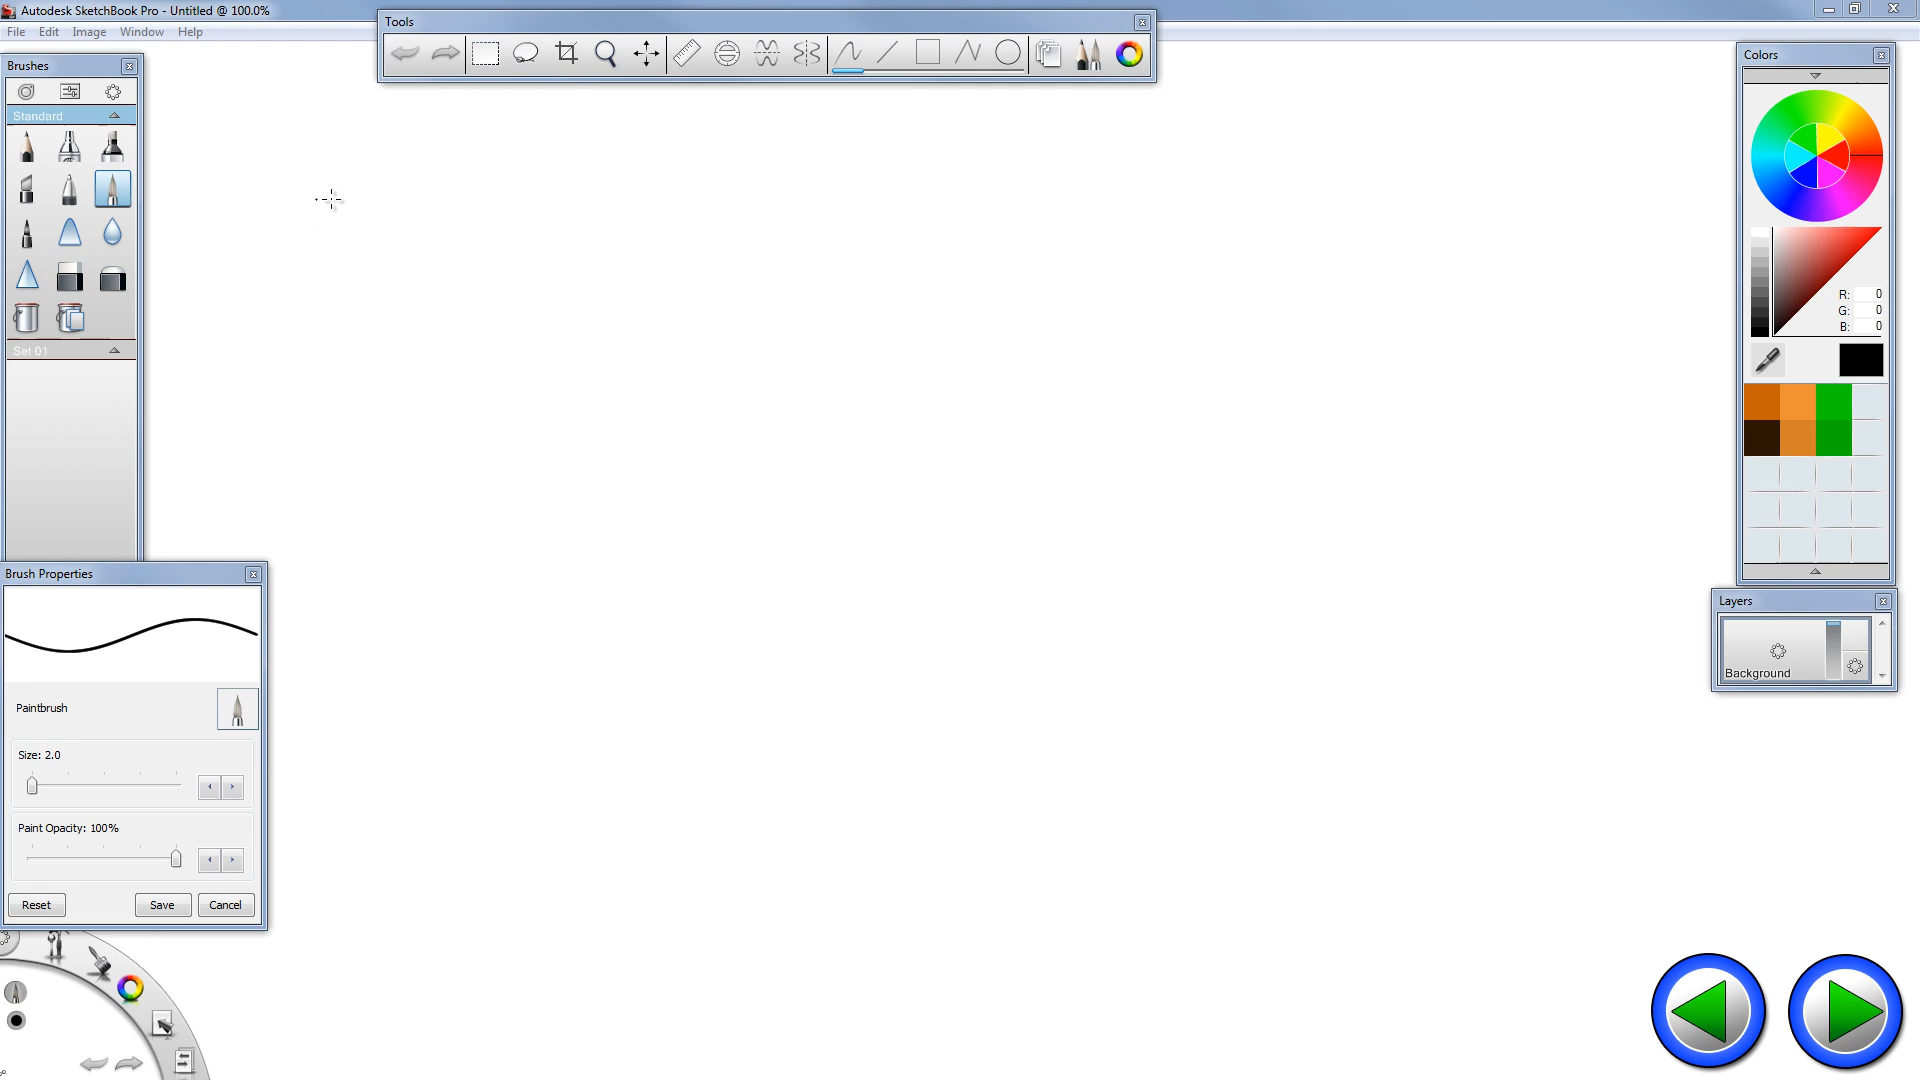 Autodesk SketchBook Pro - Untitled @ 100.0%
File Edit Image Window Help
Tools
Brushes
Standard
Set 01
Colors
R: 0
G: 0
B: 0
Brush Properties
Paintbrush
Size: 2.0
Paint Opacity: 100%
Reset Save Cancel
Layers
Background